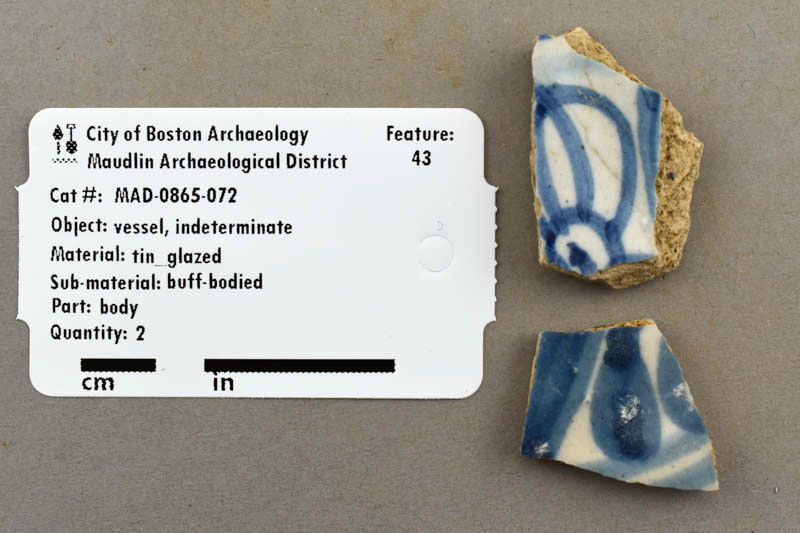 City of Boston Archaeology
Maudlin Archaeological District
Feature:
43
Cat #: MAD-0865-072
Object: vessel, indeterminate
Material: tin_glazed
Sub-material: buff-bodied
Part: body
Quantity: 2
cm in